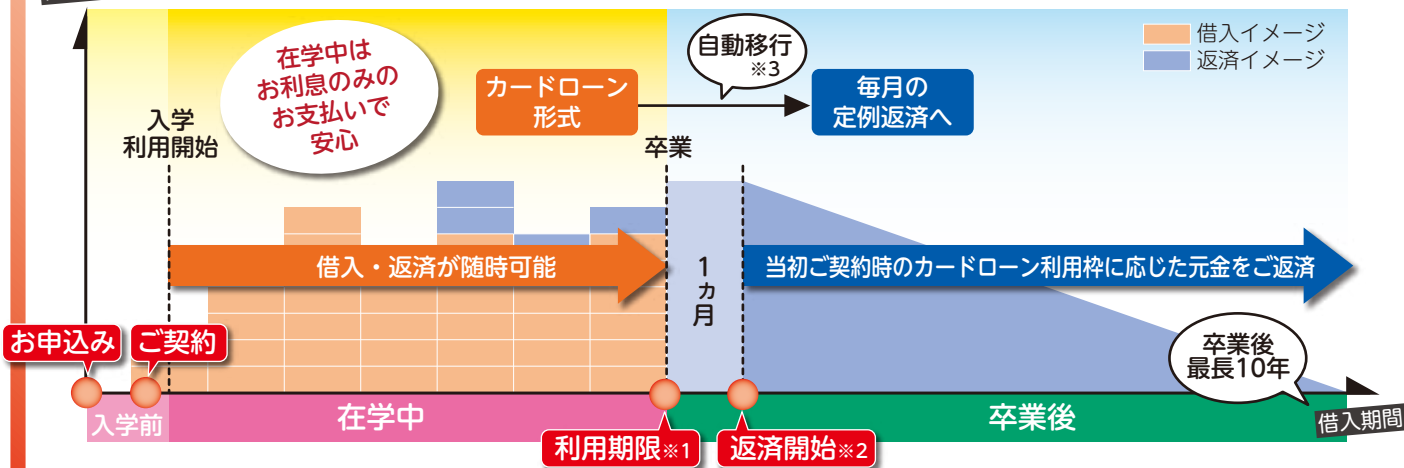 借入イメージ
返済イメージ
在学中は
お利息のみの
お支払いで
安心
カードローン
形式
自動移行
※3
毎月の
定例返済へ
入学
利用開始
卒業
借入・返済が随時可能
1
ヵ
月
当初ご契約時のカードローン利用枠に応じた元金をご返済
お申込み
ご契約
卒業後
最長10年
入学前
在学中
卒業後
借入期間
利用期限※1
返済開始※2